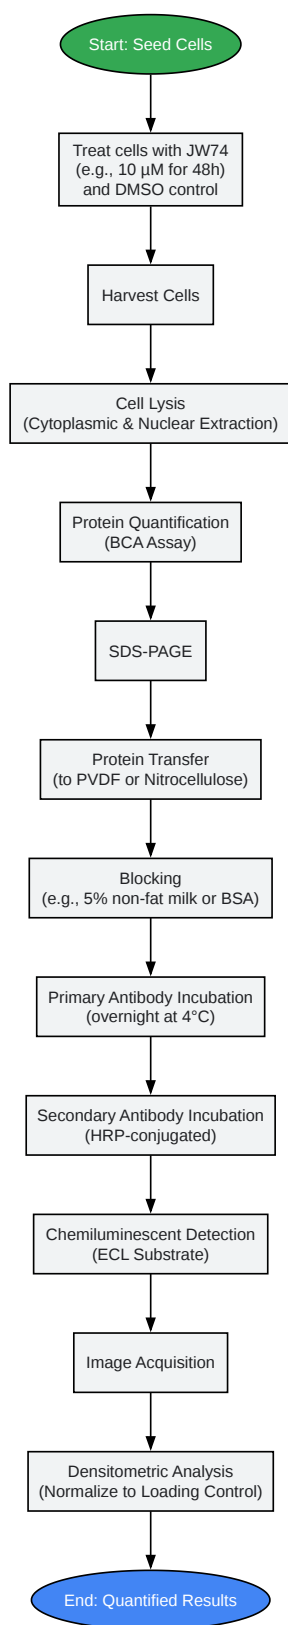 Start: Seed Cells
Treat cells with JW74
(e.g., 10 µM for 48h)
and DMSO control
Harvest Cells
Cell Lysis
(Cytoplasmic & Nuclear Extraction)
Protein Quantification
(BCA Assay)
SDS-PAGE
Protein Transfer
(to PVDF or Nitrocellulose)
Blocking
(e.g., 5% non-fat milk or BSA)
Primary Antibody Incubation
(overnight at 4°C)
Secondary Antibody Incubation
(HRP-conjugated)
Chemiluminescent Detection
(ECL Substrate)
Image Acquisition
Densitometric Analysis
(Normalize to Loading Control)
End: Quantified Results